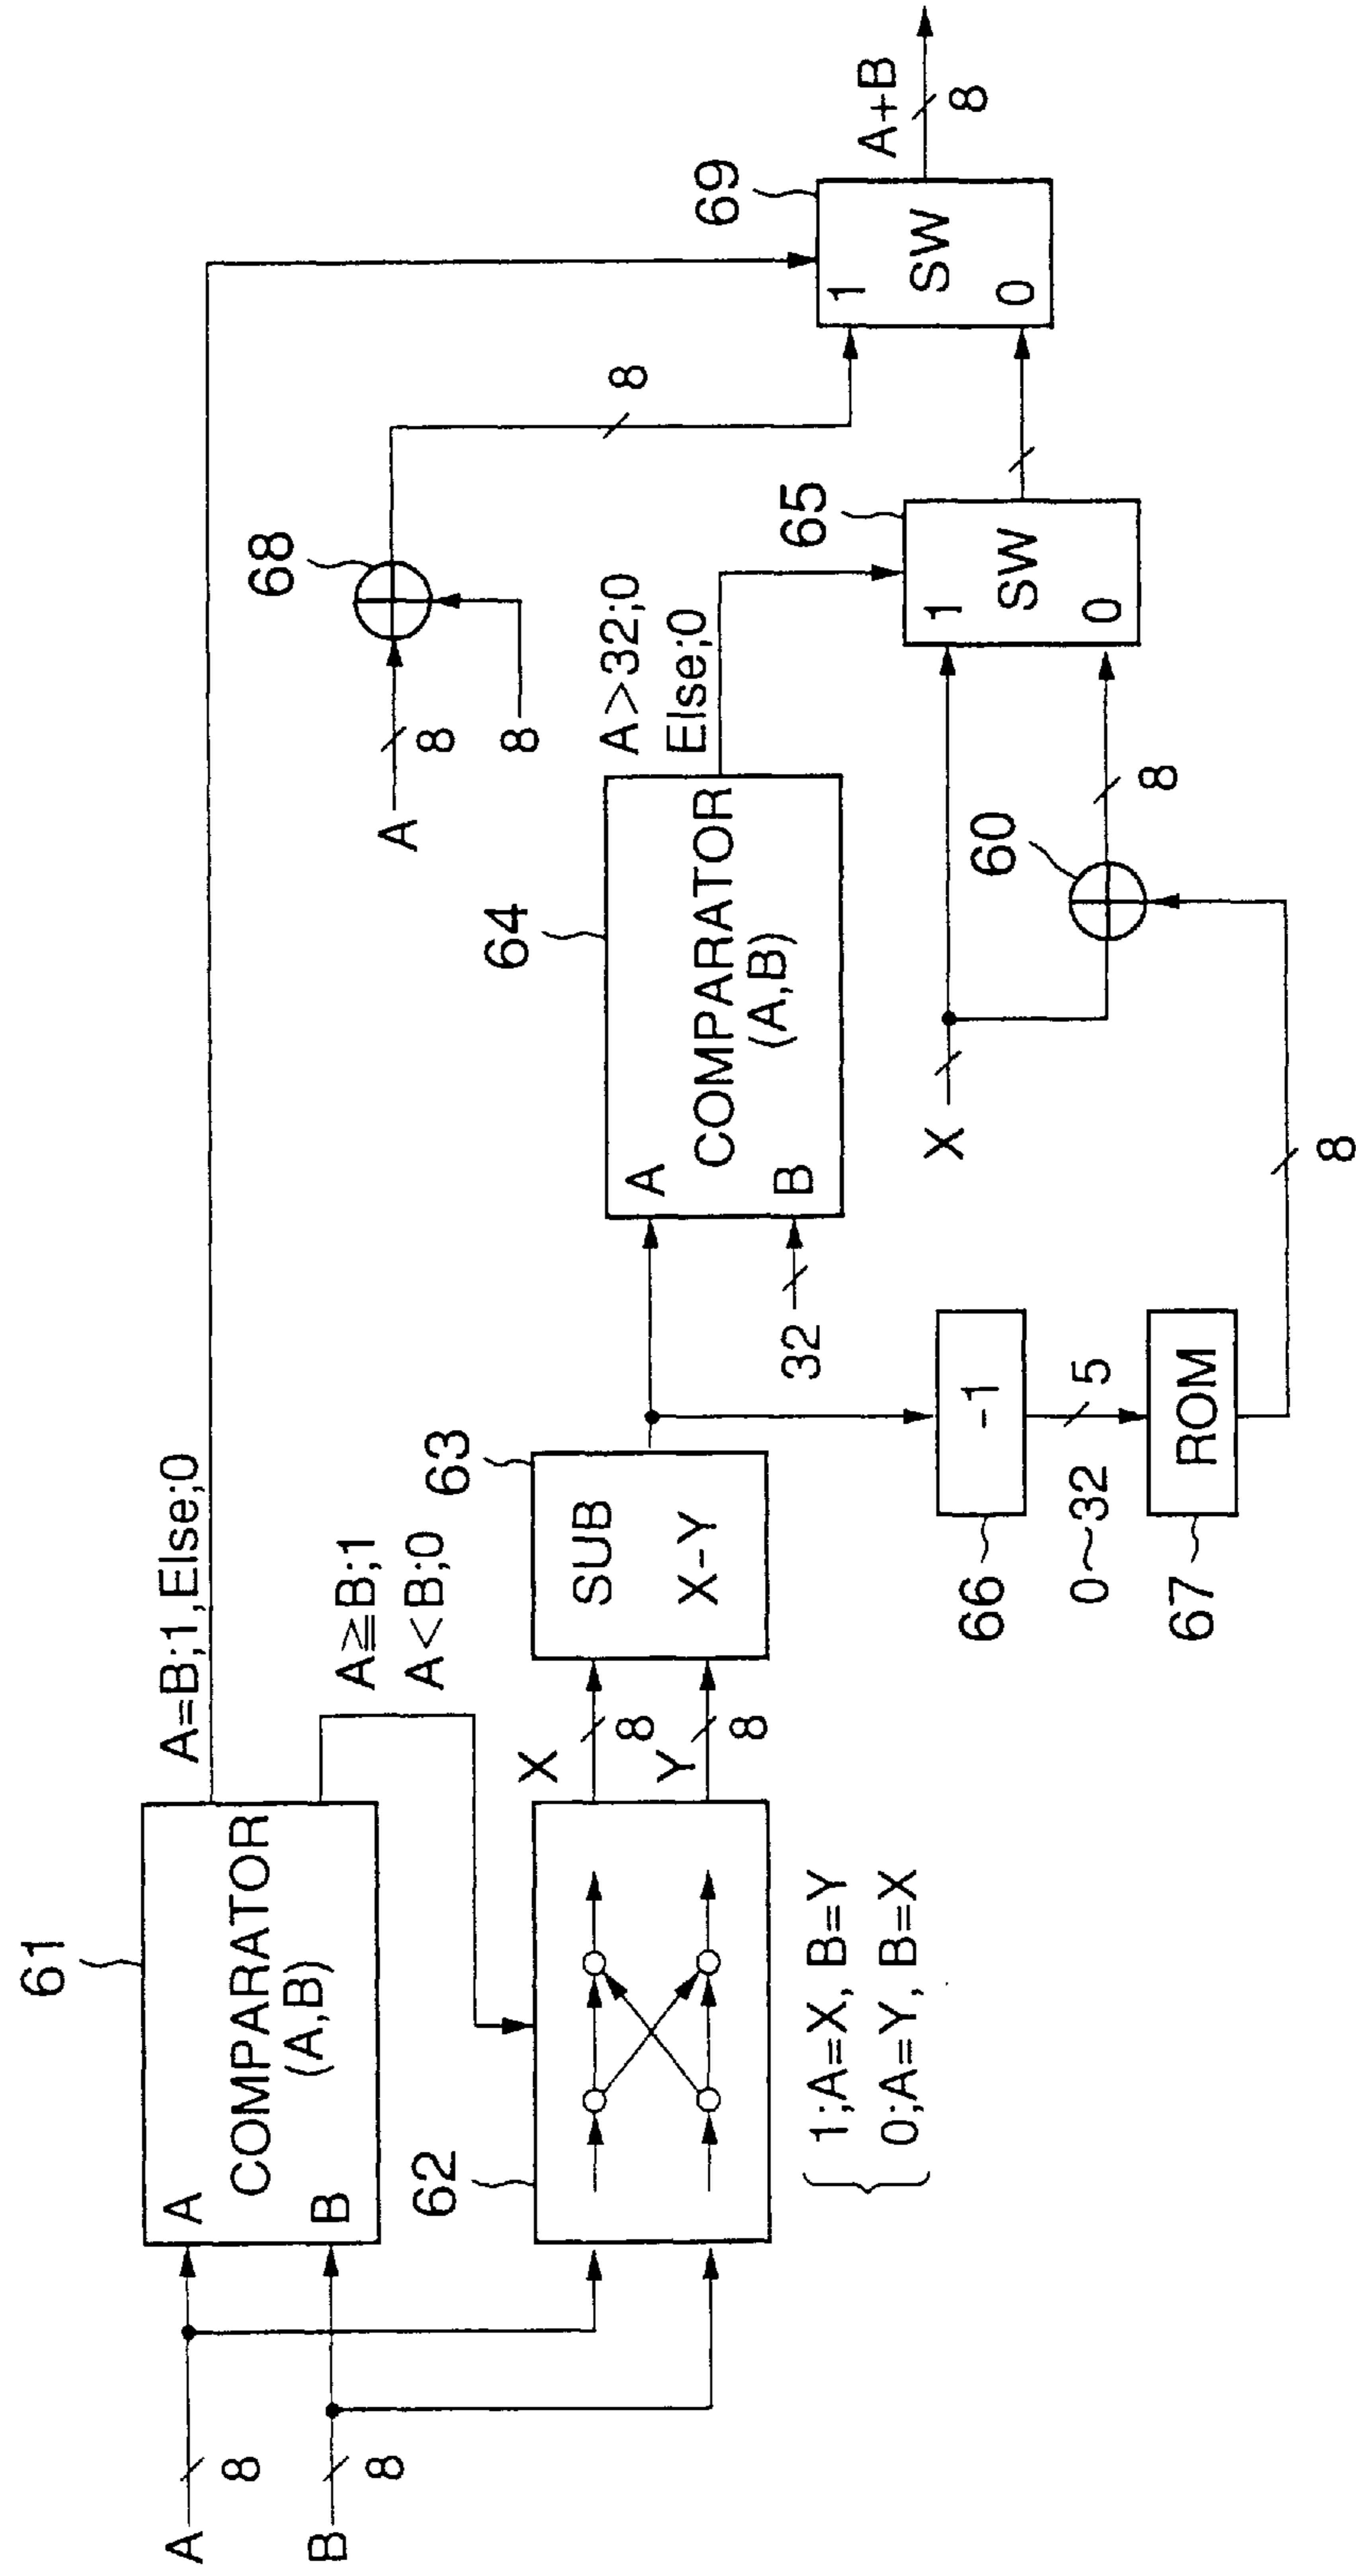 A
8
B
8
61
A
COMPARATOR
(A,B)
B
A=B;1,Else;0
A≧B;1
A<B;0
62
X
8
Y
8
1;A=X, B=Y
0;A=Y, B=X
63
SUB
X-Y
66
-1
5
0~32
67
ROM
8
32
64
A
COMPARATOR
(A,B)
B
A>32;0
Else;0
X
60
8
A
8
8
68
8
65
1
SW
0
69
1
SW
0
A+B
8